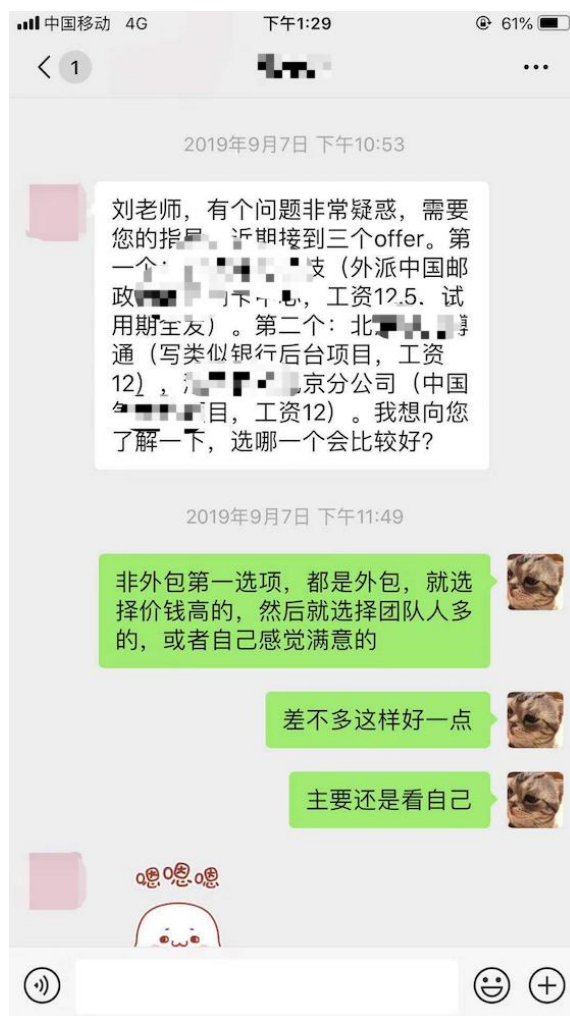 中国移动 4G 下午1:29 61%
1
2019年9月7日 下午10:53
刘老师，有个问题非常疑惑，需要
您的指 近期接到三个offer。第
一个： 技（外派中国邮
政 中心，工资12.5．试
用期全发）。第二个：北 博
通（写类似银行后台项目，工资
12）， 京分公司（中国
目，工资12）。我想向您
了解一下，选哪一个会比较好？
2019年9月7日 下午11:49
非外包第一选项，都是外包，就选
择价钱高的，然后就选择团队人多
的，或者自己感觉满意的
差不多这样好一点
主要还是看自己
嗯嗯嗯